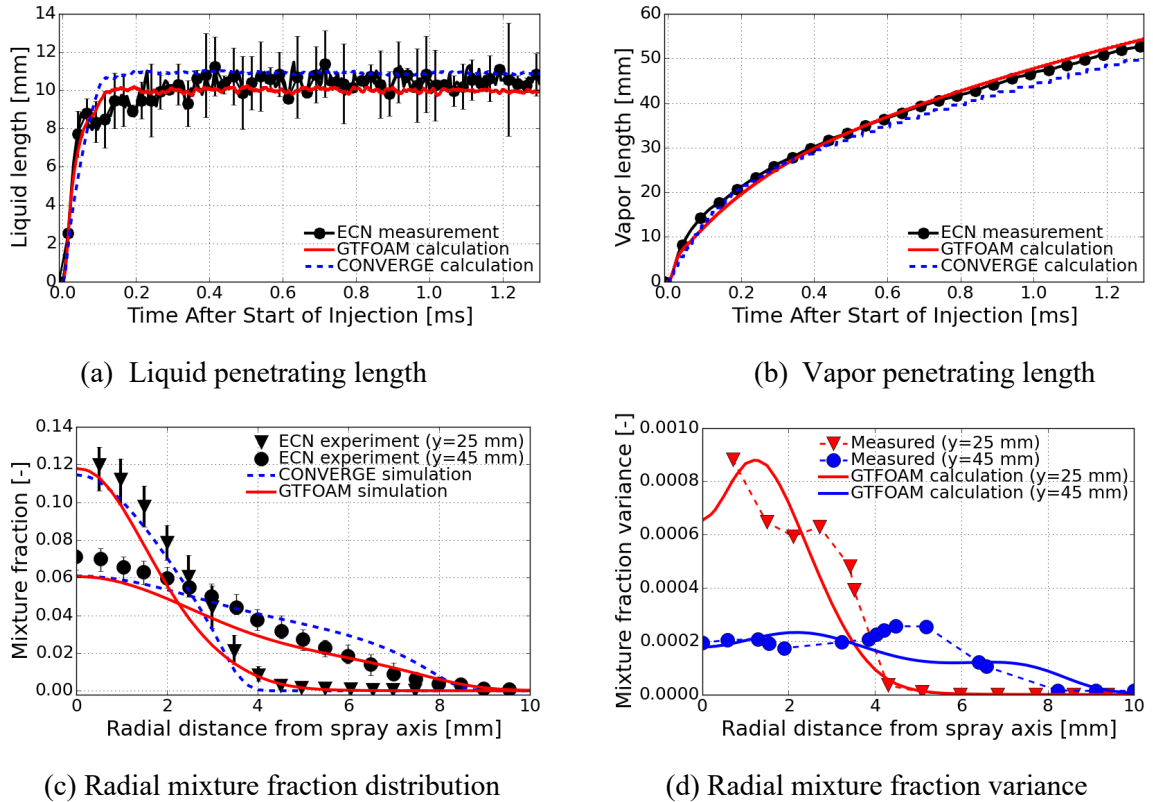 14
12
10
8
6
4
2
0
0.0 0.2 0.4 0.6 0.8 1.0 1.2
Liquid length [mm]
Time After Start of Injection [ms]
ECN measurement
GTFOAM calculation
CONVERGE calculation
(a) Liquid penetrating length
60
50
40
30
20
10
0
0.0 0.2 0.4 0.6 0.8 1.0 1.2
Vapor length [mm]
Time After Start of Injection [ms]
ECN measurement
GTFOAM calculation
CONVERGE calculation
(b) Vapor penetrating length
0.14
0.12
0.10
0.08
0.06
0.04
0.02
0.00
0 2 4 6 8 10
Mixture fraction [-]
Radial distance from spray axis [mm]
ECN experiment (y=25 mm)
ECN experiment (y=45 mm)
CONVERGE simulation
GTFOAM simulation
(c) Radial mixture fraction distribution
0.0010
0.0008
0.0006
0.0004
0.0002
0.0000
0 2 4 6 8 10
Mixture fraction variance [-]
Radial distance from spray axis [mm]
Measured (y=25 mm)
Measured (y=45 mm)
GTFOAM calculation (y=25 mm)
GTFOAM calculation (y=45 mm)
(d) Radial mixture fraction variance